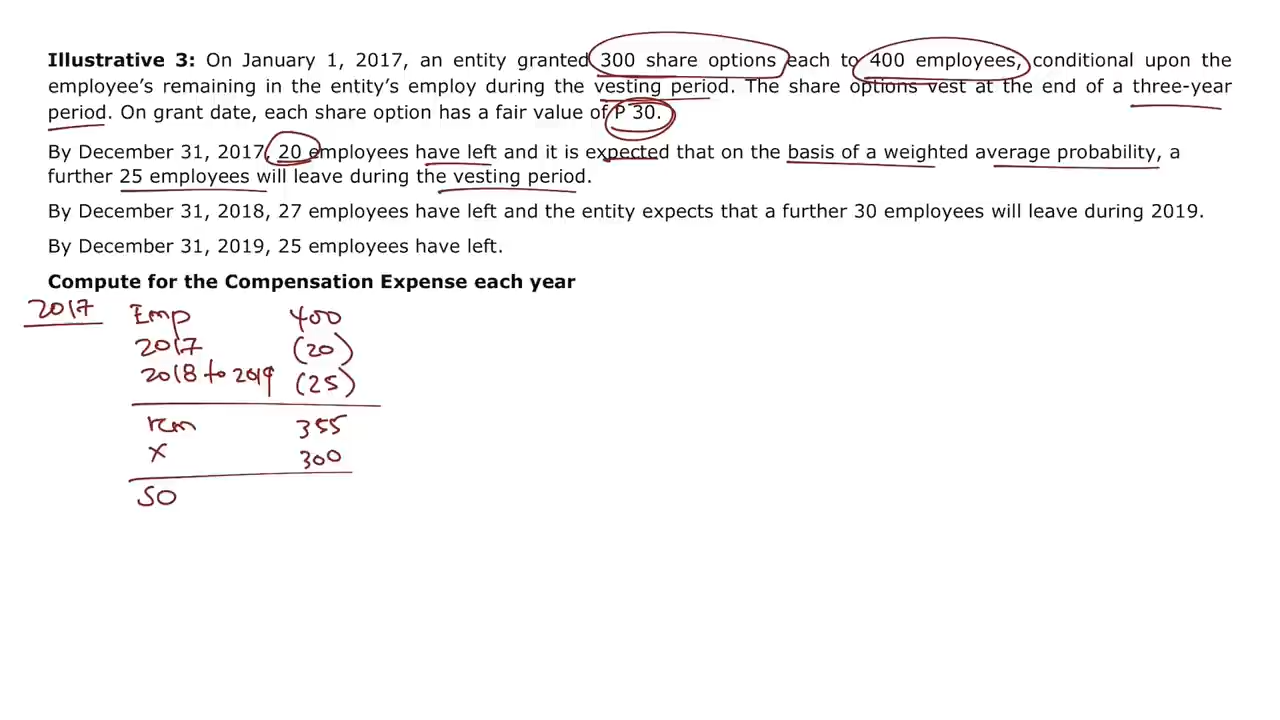 Illustrative 3: On January 1, 2017, an entity granted 300 share options each to 400 employees, conditional upon the
employee's remaining in the entity's employ during the vesting period. The share options vest at the end of a three-year
period. On grant date, each share option has a fair value of P 30.
By December 31, 2017, 20 employees have left and it is expected that on the basis of a weighted average probability, a
further 25 employees will leave during the vesting period.
By December 31, 2018, 27 employees have left and the entity expects that a further 30 employees will leave during 2019.
By December 31, 2019, 25 employees have left.
Compute for the Compensation Expense each year
2017 Emp 400
2017 (20)
2018 to 2019 (25)
rem 355
x 300
SO